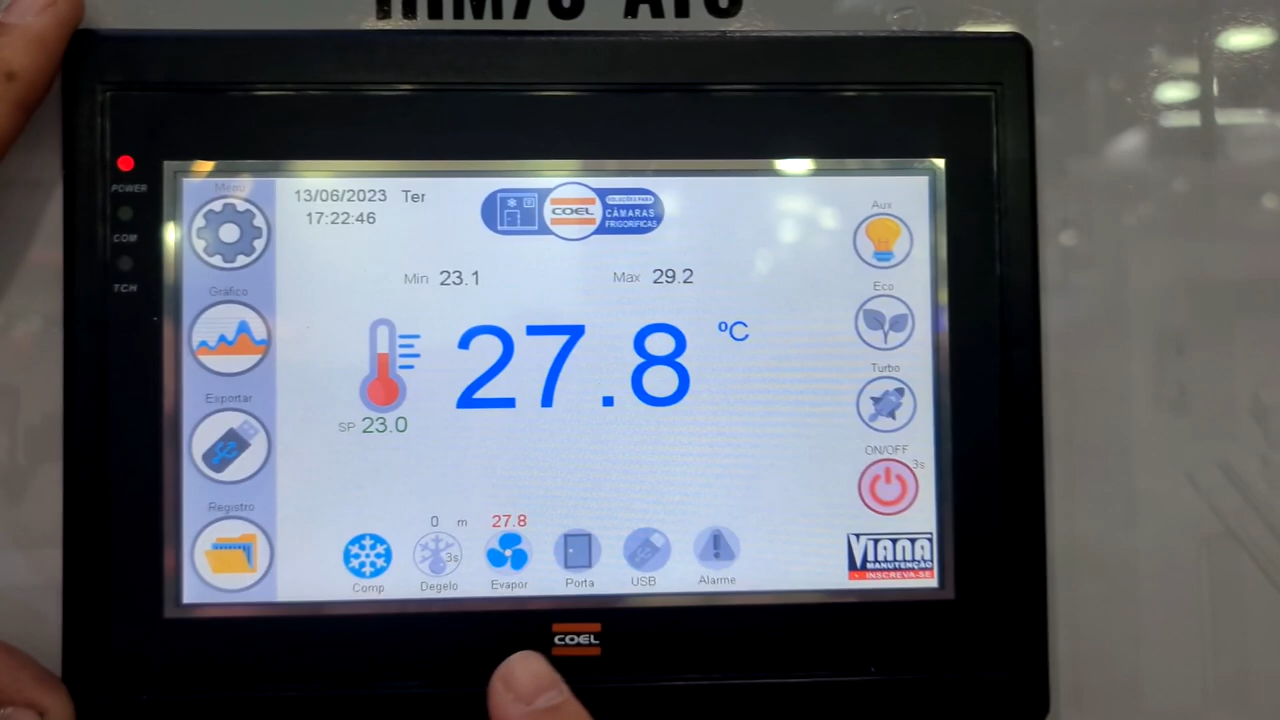 POWER
COM
TCH
Menu
Gráfico
Exportar
Registro
13/06/2023 Ter
17:22:46
COEL
SOLUÇÕES PARA
CÂMARAS
FRIGORÍFICAS
Min 23.1
Max 29.2
27.8 ºC
SP 23.0
Aux
Eco
Turbo
ON/OFF
3s
0 m
27.8
3s
Comp
Degelo
Evapor
Porta
USB
Alarme
VIANA
MANUTENÇÃO
INSCREVA-SE
COEL